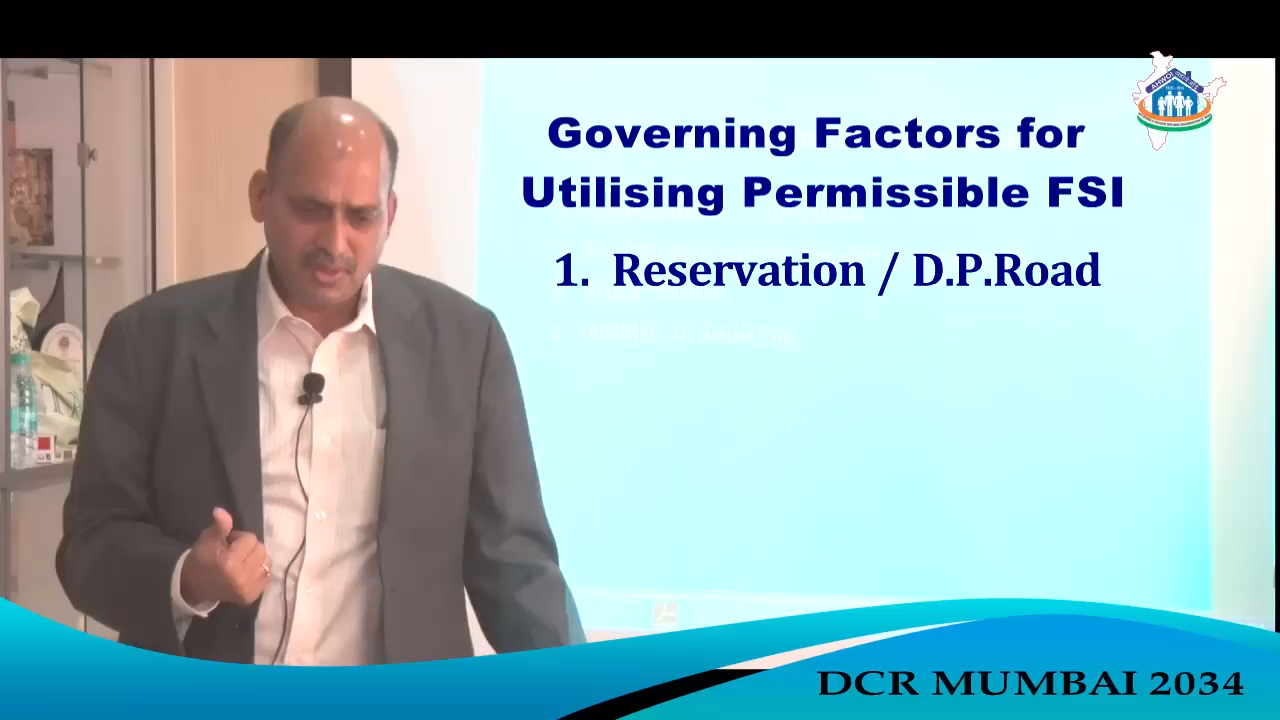 Governing Factors for
Utilising Permissible FSI
1. Reservation / D.P.Road
DCR MUMBAI 2034